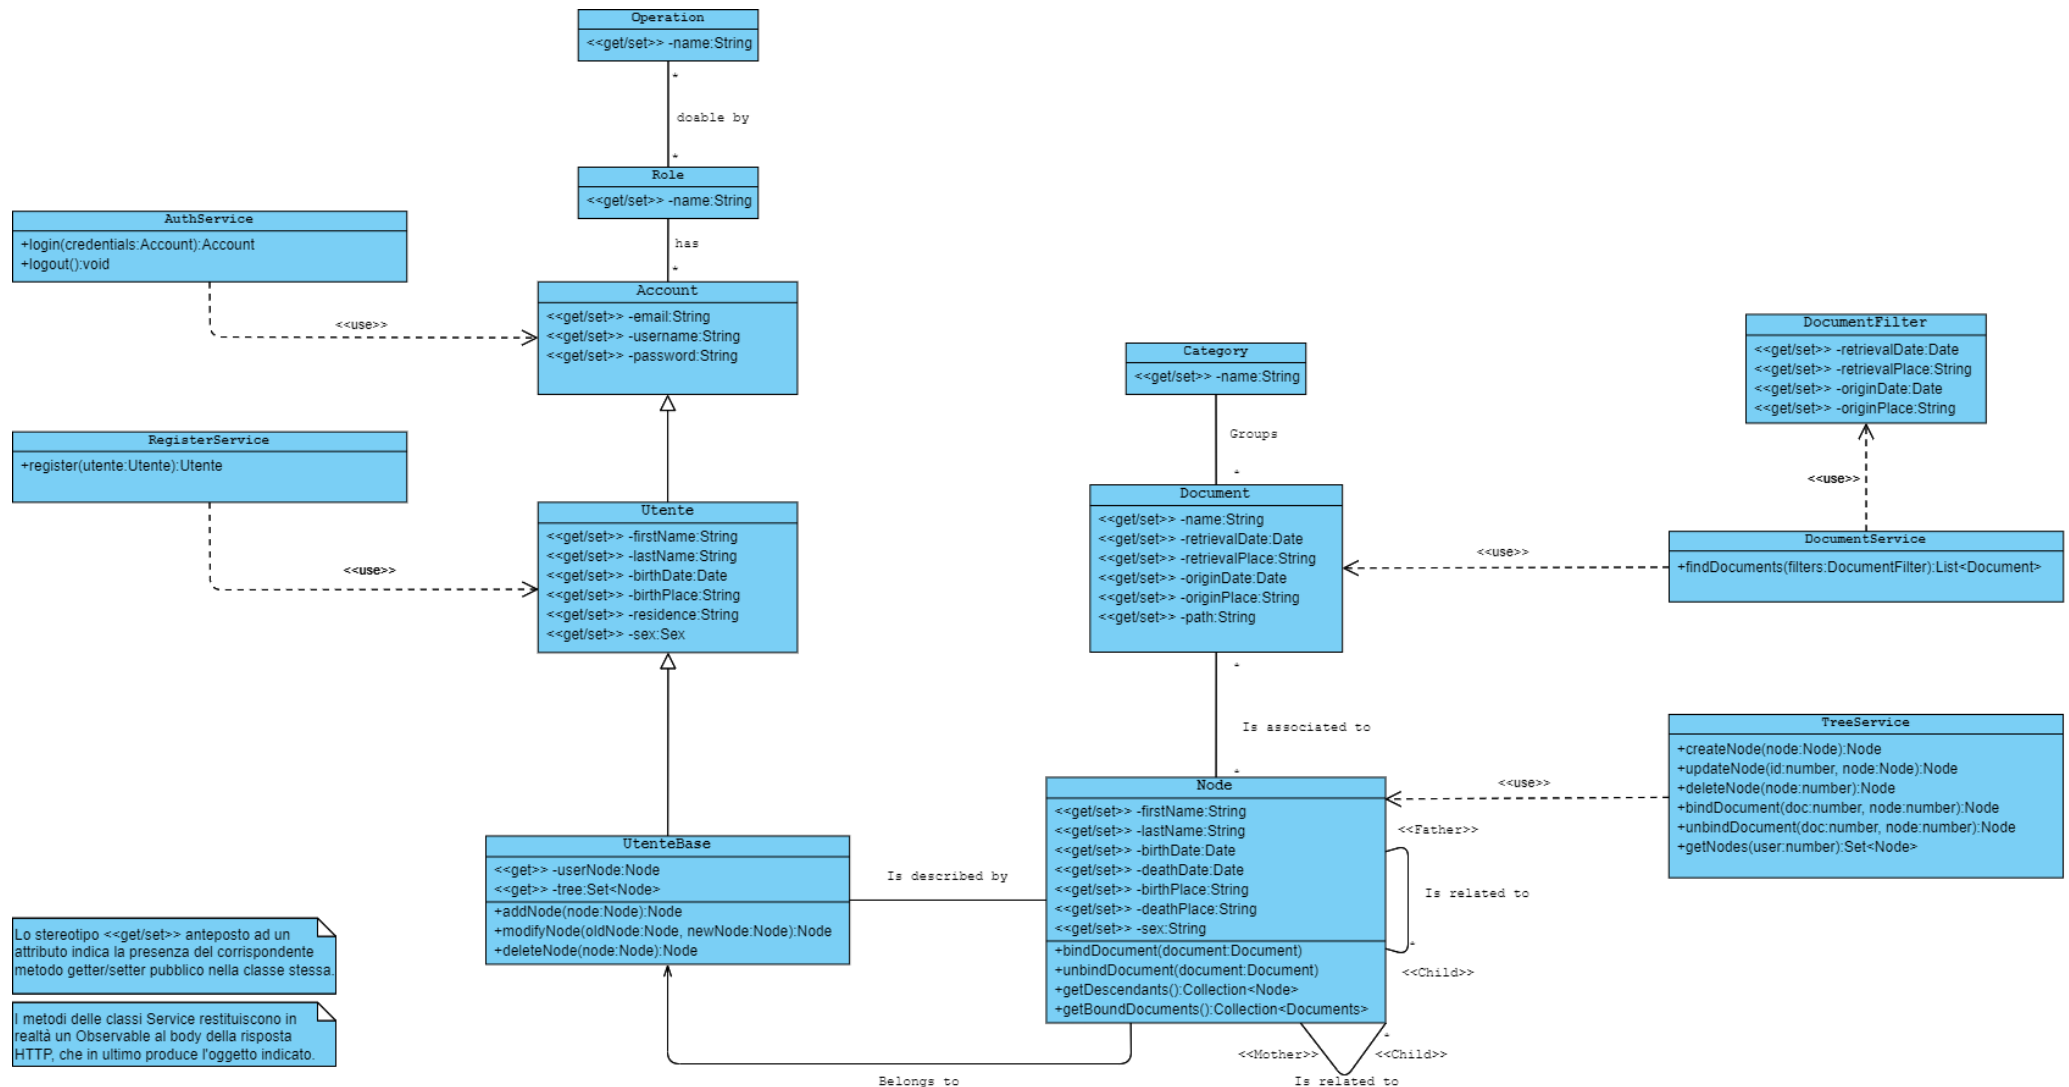 Operation
<<get/set>> -name:String
*
doable by
*
Role
<<get/set>> -name:String
has
*
AuthService
+login(credentials:Account):Account
+logout():void
<<use>>
Account
<<get/set>> -email:String
<<get/set>> -username:String
<<get/set>> -password:String
RegisterService
+register(utente:Utente):Utente
<<use>>
Utente
<<get/set>> -firstName:String
<<get/set>> -lastName:String
<<get/set>> -birthDate:Date
<<get/set>> -birthPlace:String
<<get/set>> -residence:String
<<get/set>> -sex:Sex
Category
<<get/set>> -name:String
Groups
*
Document
<<get/set>> -name:String
<<get/set>> -retrievalDate:Date
<<get/set>> -retrievalPlace:String
<<get/set>> -originDate:Date
<<get/set>> -originPlace:String
<<get/set>> -path:String
*
Is associated to
*
DocumentFilter
<<get/set>> -retrievalDate:Date
<<get/set>> -retrievalPlace:String
<<get/set>> -originDate:Date
<<get/set>> -originPlace:String
<<use>>
DocumentService
+findDocuments(filters:DocumentFilter):List<Document>
<<use>>
TreeService
+createNode(node:Node):Node
+updateNode(id:number, node:Node):Node
+deleteNode(node:number):Node
+bindDocument(doc:number, node:number):Node
+unbindDocument(doc:number, node:number):Node
+getNodes(user:number):Set<Node>
<<use>>
UtenteBase
<<get>> -userNode:Node
<<get>> -tree:Set<Node>
+addNode(node:Node):Node
+modifyNode(oldNode:Node, newNode:Node):Node
+deleteNode(node:Node):Node
Is described by
Node
<<get/set>> -firstName:String
<<get/set>> -lastName:String
<<get/set>> -birthDate:Date
<<get/set>> -deathDate:Date
<<get/set>> -birthPlace:String
<<get/set>> -deathPlace:String
<<get/set>> -sex:String
+bindDocument(document:Document)
+unbindDocument(document:Document)
+getDescendants():Collection<Node>
+getBoundDocuments():Collection<Documents>
<<Father>>
Is related to
*
<<Child>>
*
<<Mother>>
<<Child>>
Is related to
Belongs to
Lo stereotipo <<get/set>> anteposto ad un
attributo indica la presenza del corrispondente
metodo getter/setter pubblico nella classe stessa.
I metodi delle classi Service restituiscono in
realtà un Observable al body della risposta
HTTP, che in ultimo produce l'oggetto indicato.